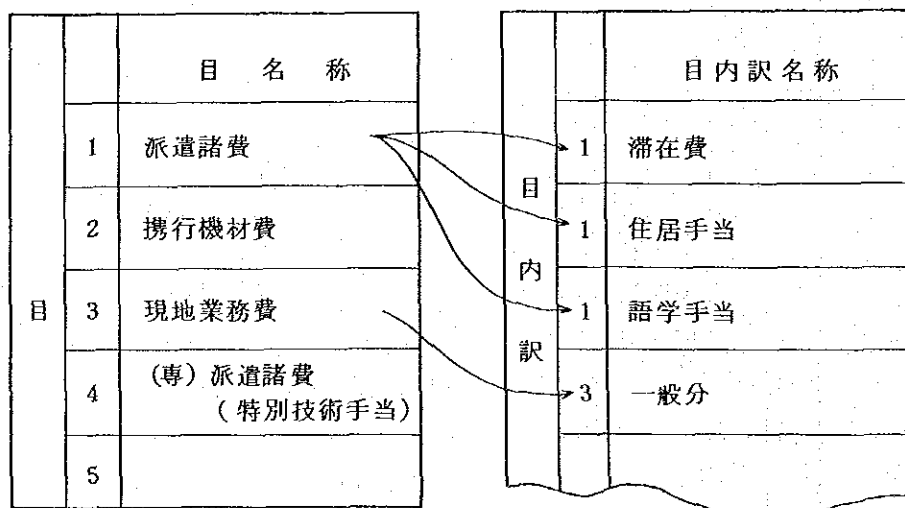 目 名 称
目
1 派遣諸費
2 携行機材費
3 現地業務費
4 (専) 派遣諸費
(特別技術手当)
5
目内訳名称
目内訳
1 滞在費
1 住居手当
1 語学手当
3 一般分